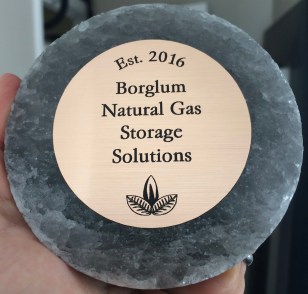 Est. 2016
Borglum
Natural Gas
Storage
Solutions